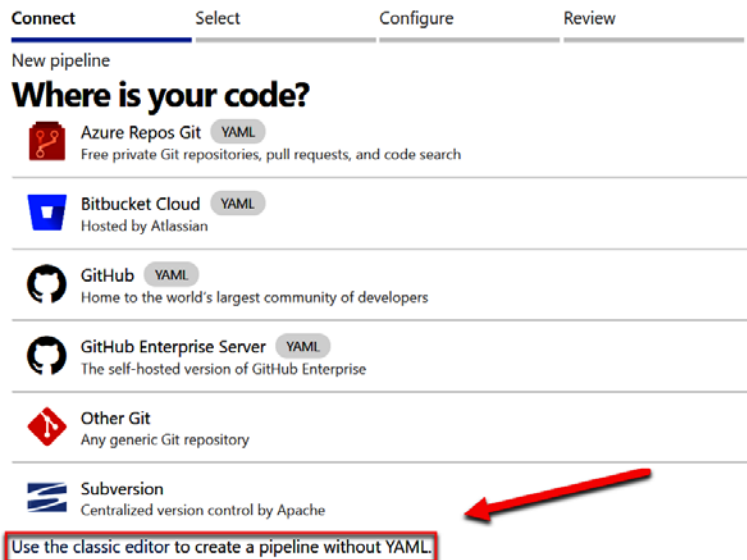 Connect Select Configure Review
New pipeline
Where is your code?
Azure Repos Git YAML
Free private Git repositories, pull requests, and code search
Bitbucket Cloud YAML
Hosted by Atlassian
GitHub YAML
Home to the world's largest community of developers
GitHub Enterprise Server YAML
The self-hosted version of GitHub Enterprise
Other Git
Any generic Git repository
Subversion
Centralized version control by Apache
Use the classic editor to create a pipeline without YAML.